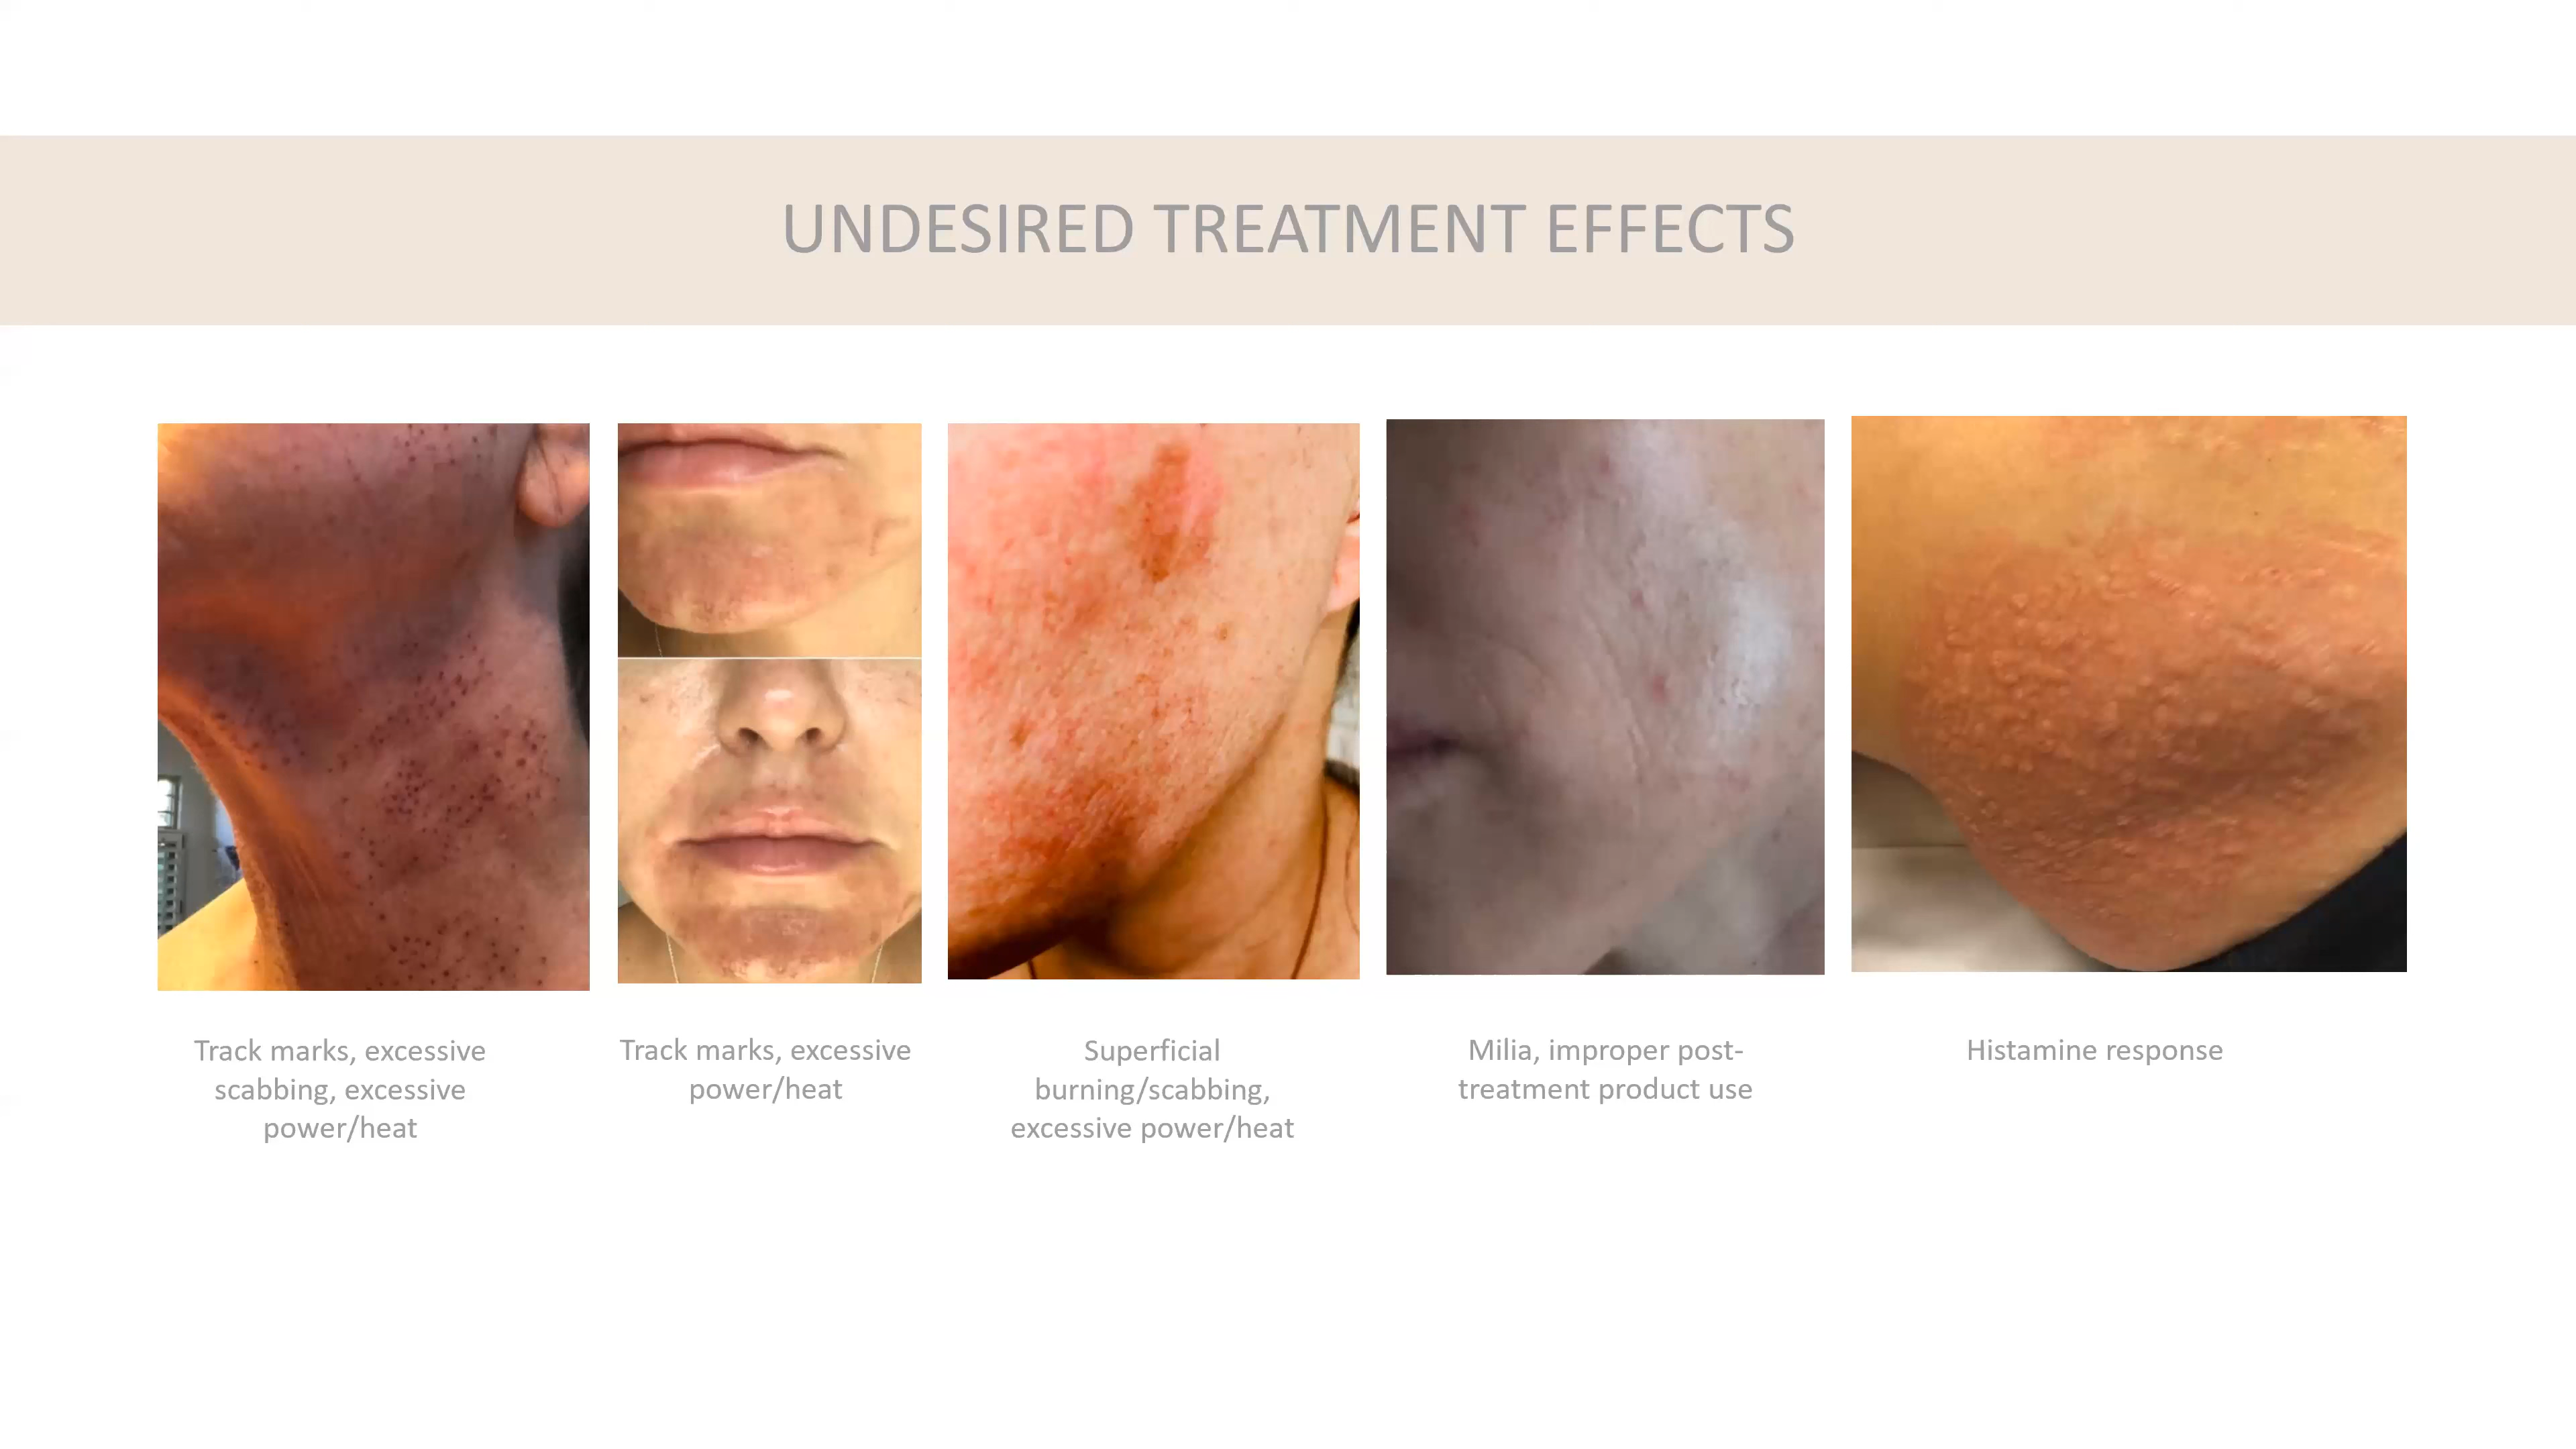 UNDESIRED TREATMENT EFFECTS
Track marks, excessive
scabbing, excessive
power/heat
Track marks, excessive
power/heat
Superficial
burning/scabbing,
excessive power/heat
Milia, improper post-
treatment product use
Histamine response